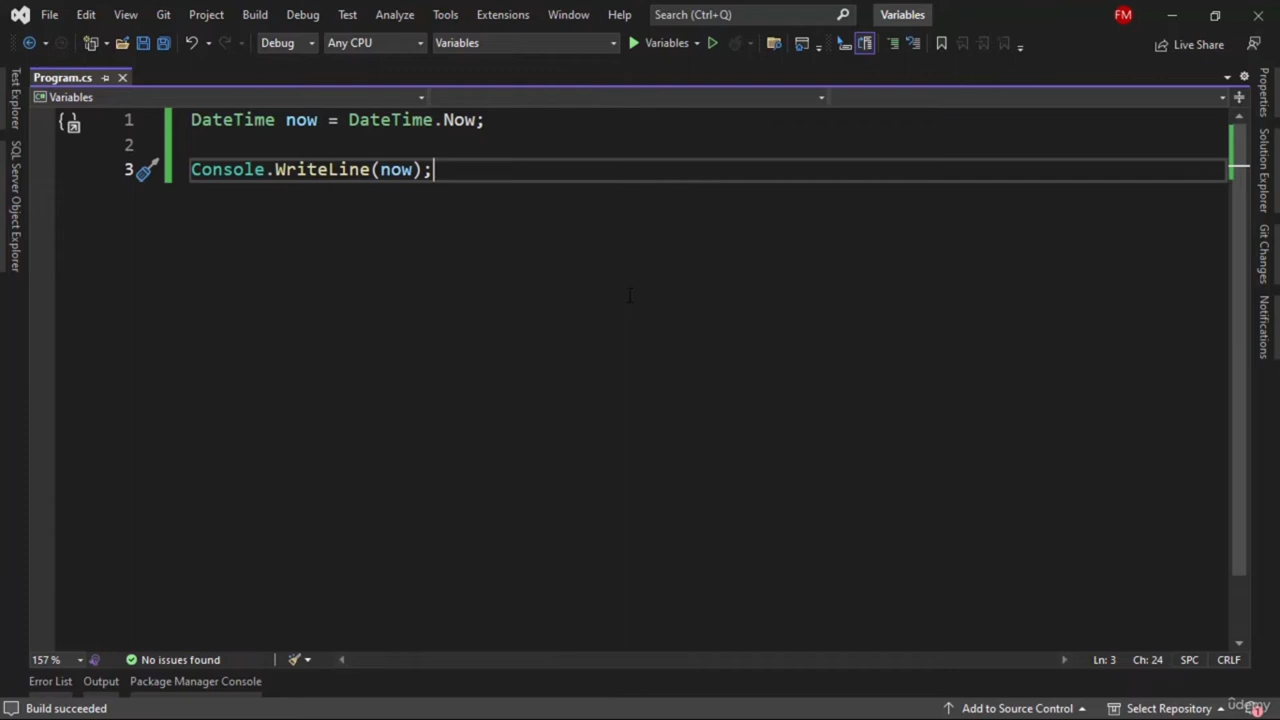 File Edit View Git Project Build Debug Test Analyze Tools Extensions Window Help Search (Ctrl+Q) Variables FM
Debug Any CPU Variables Variables Live Share
Program.cs
Variables
1 DateTime now = DateTime.Now;
2
3 Console.WriteLine(now);
Test Explorer
SQL Server Object Explorer
Properties
Solution Explorer
Git Changes
Notifications
157 % No issues found Ln: 3 Ch: 24 SPC CRLF
Error List Output Package Manager Console
Build succeeded Add to Source Control Select Repository 1
udemy